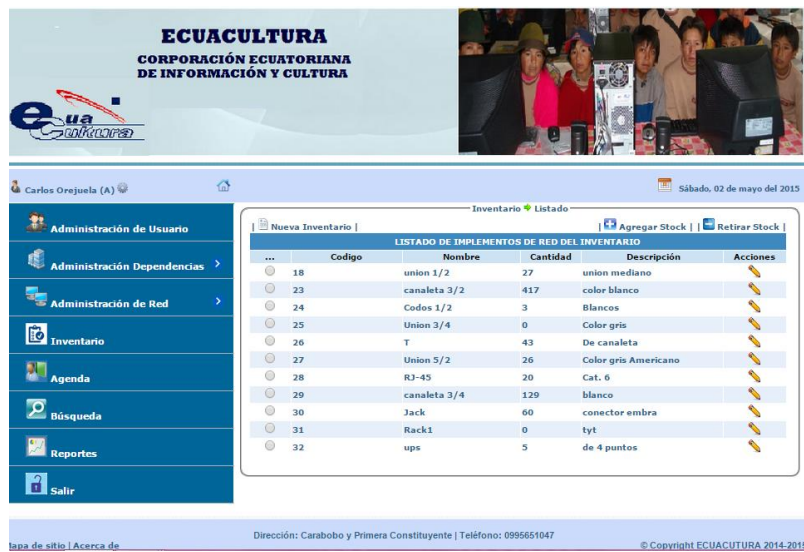 ECUACULTURA
CORPORACIÓN ECUATORIANA
DE INFORMACIÓN Y CULTURA
Ecua
Cultura
Carlos Orejuela (A)
Sábado, 02 de mayo del 2015
Administración de Usuario
Administración Dependencias
Administración de Red
Inventario
Agenda
Búsqueda
Reportes
Salir
Inventario Listado
| Nueva Inventario | | Agregar Stock | | Retirar Stock |
LISTADO DE IMPLEMENTOS DE RED DEL INVENTARIO
... Codigo Nombre Cantidad Descripción Acciones
18 union 1/2 27 union mediano
23 canaleta 3/2 417 color blanco
24 Codos 1/2 3 Blancos
25 Union 3/4 0 Color gris
26 T 43 De canaleta
27 Union 5/2 26 Color gris Americano
28 RJ-45 20 Cat. 6
29 canaleta 3/4 129 blanco
30 Jack 60 conector embra
31 Rack1 0 tyt
32 ups 5 de 4 puntos
Dirección: Carabobo y Primera Constituyente | Teléfono: 0995651047
lapa de sitio | Acerca de
© Copyright ECUACUTURA 2014-2015